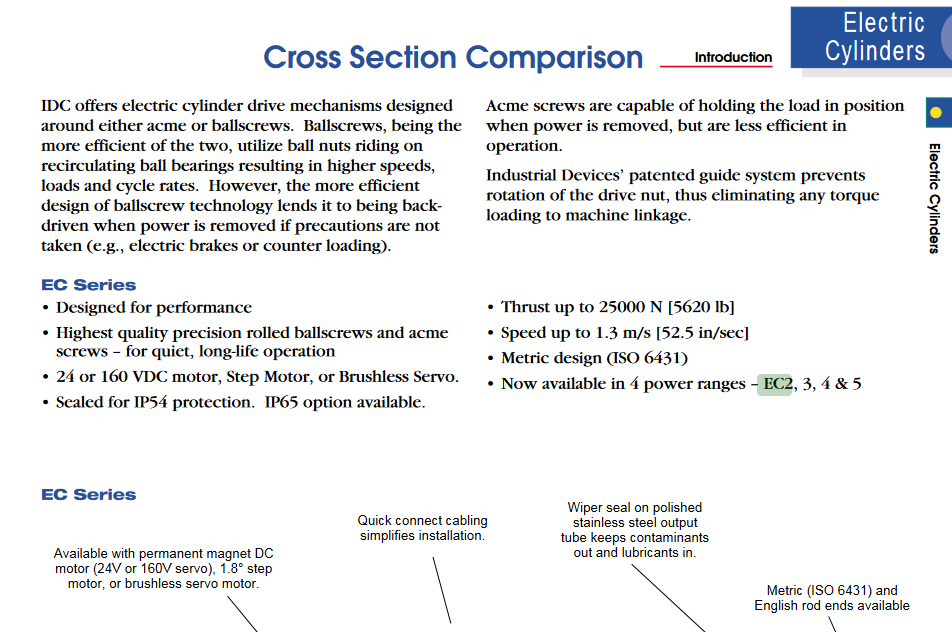 Electric
Cylinders
Cross Section Comparison
Introduction
IDC offers electric cylinder drive mechanisms designed
around either acme or ballscrews.  Ballscrews, being the
more efficient of the two, utilize ball nuts riding on
recirculating ball bearings resulting in higher speeds,
loads and cycle rates.  However, the more efficient
design of ballscrew technology lends it to being back-
driven when power is removed if precautions are not
taken (e.g., electric brakes or counter loading).
Acme screws are capable of holding the load in position
when power is removed, but are less efficient in
operation.
Industrial Devices' patented guide system prevents
rotation of the drive nut, thus eliminating any torque
loading to machine linkage.
Electric Cylinders
EC Series
• Designed for performance
• Highest quality precision rolled ballscrews and acme
screws – for quiet, long-life operation
• 24 or 160 VDC motor, Step Motor, or Brushless Servo.
• Sealed for IP54 protection.  IP65 option available.
• Thrust up to 25000 N [5620 lb]
• Speed up to 1.3 m/s [52.5 in/sec]
• Metric design (ISO 6431)
• Now available in 4 power ranges – EC2, 3, 4 & 5
EC Series
Available with permanent magnet DC
motor (24V or 160V servo), 1.8° step
motor, or brushless servo motor.
Quick connect cabling
simplifies installation.
Wiper seal on polished
stainless steel output
tube keeps contaminants
out and lubricants in.
Metric (ISO 6431) and
English rod ends available